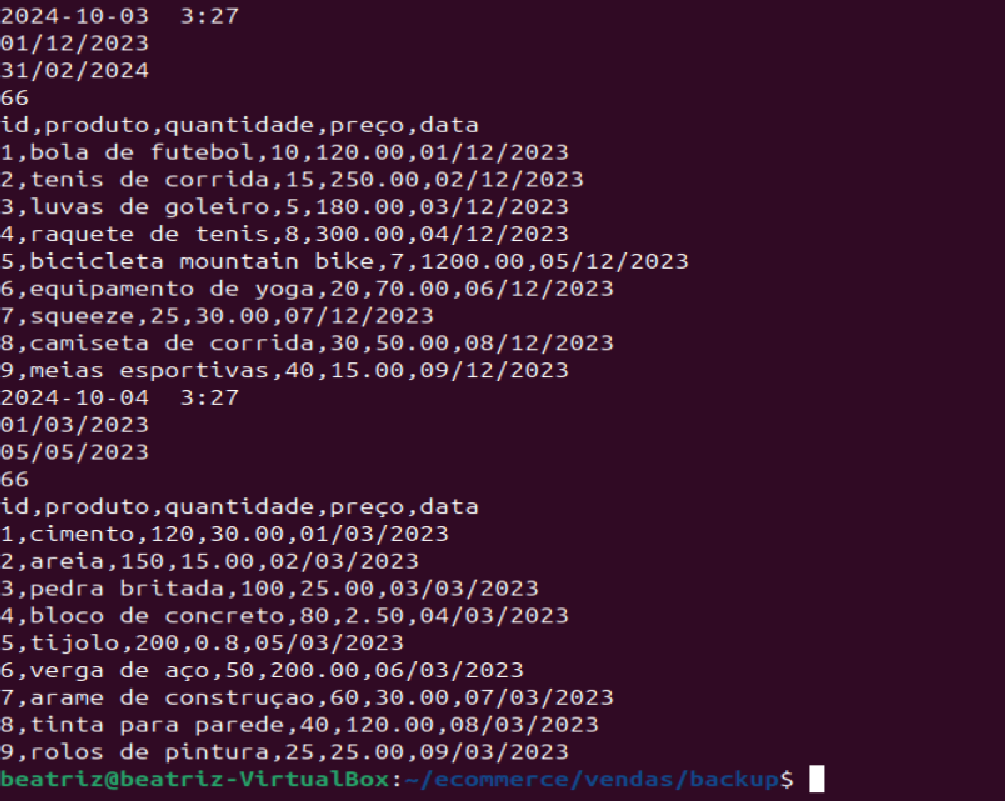 2024-10-03  3:27
01/12/2023
31/02/2024
66
id,produto,quantidade,preço,data
1,bola de futebol,10,120.00,01/12/2023
2,tenis de corrida,15,250.00,02/12/2023
3,luvas de goleiro,5,180.00,03/12/2023
4,raquete de tenis,8,300.00,04/12/2023
5,bicicleta mountain bike,7,1200.00,05/12/2023
6,equipamento de yoga,20,70.00,06/12/2023
7,squeeze,25,30.00,07/12/2023
8,camiseta de corrida,30,50.00,08/12/2023
9,meias esportivas,40,15.00,09/12/2023
2024-10-04  3:27
01/03/2023
05/05/2023
66
id,produto,quantidade,preço,data
1,cimento,120,30.00,01/03/2023
2,areia,150,15.00,02/03/2023
3,pedra britada,100,25.00,03/03/2023
4,bloco de concreto,80,2.50,04/03/2023
5,tijolo,200,0.8,05/03/2023
6,verga de aço,50,200.00,06/03/2023
7,arame de construçao,60,30.00,07/03/2023
8,tinta para parede,40,120.00,08/03/2023
9,rolos de pintura,25,25.00,09/03/2023
beatriz@beatriz-VirtualBox:~/ecommerce/vendas/backup$